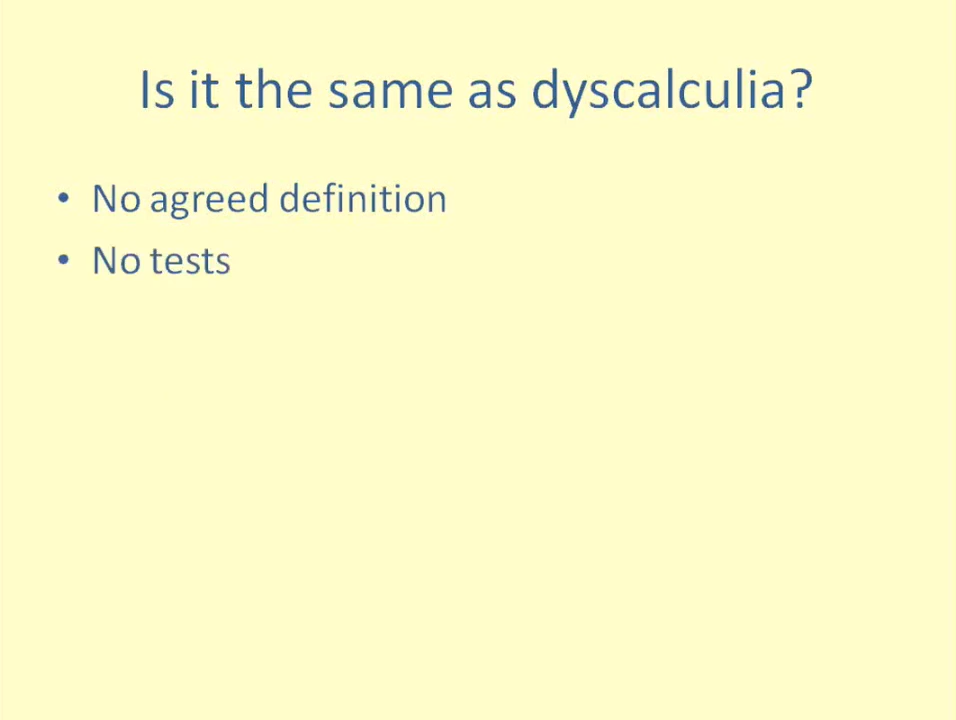 Is it the same as dyscalculia?
• No agreed definition
• No tests